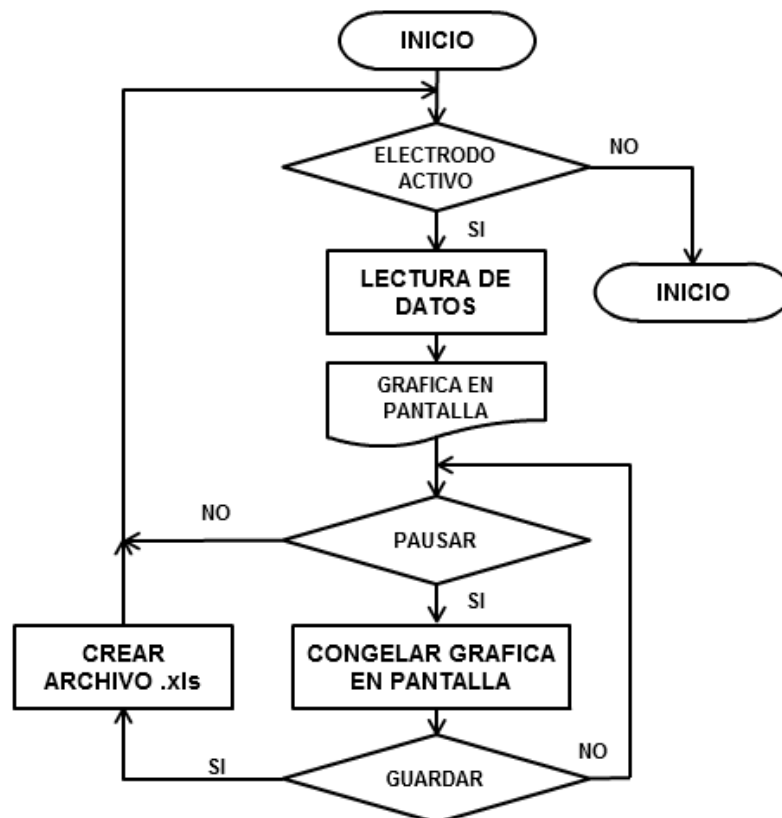 INICIO
ELECTRODO
ACTIVO
NO
SI
LECTURA DE
DATOS
INICIO
GRAFICA EN
PANTALLA
NO
PAUSAR
SI
CREAR
ARCHIVO .xls
CONGELAR GRAFICA
EN PANTALLA
SI
GUARDAR
NO